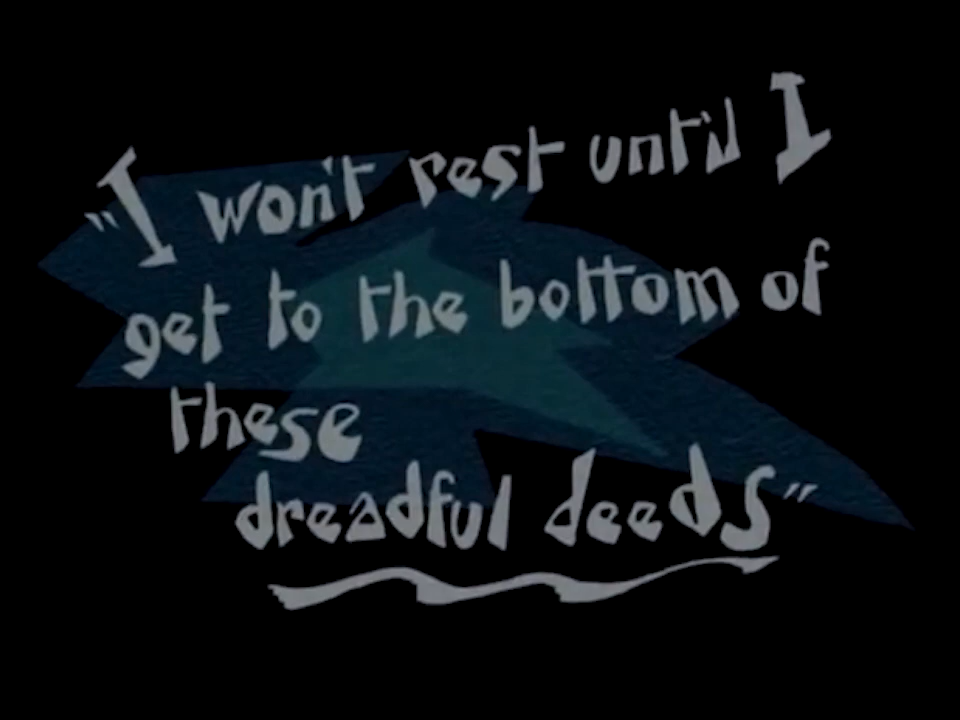 "I won't rest until I
get to the bottom of
these
dreadful deeds"